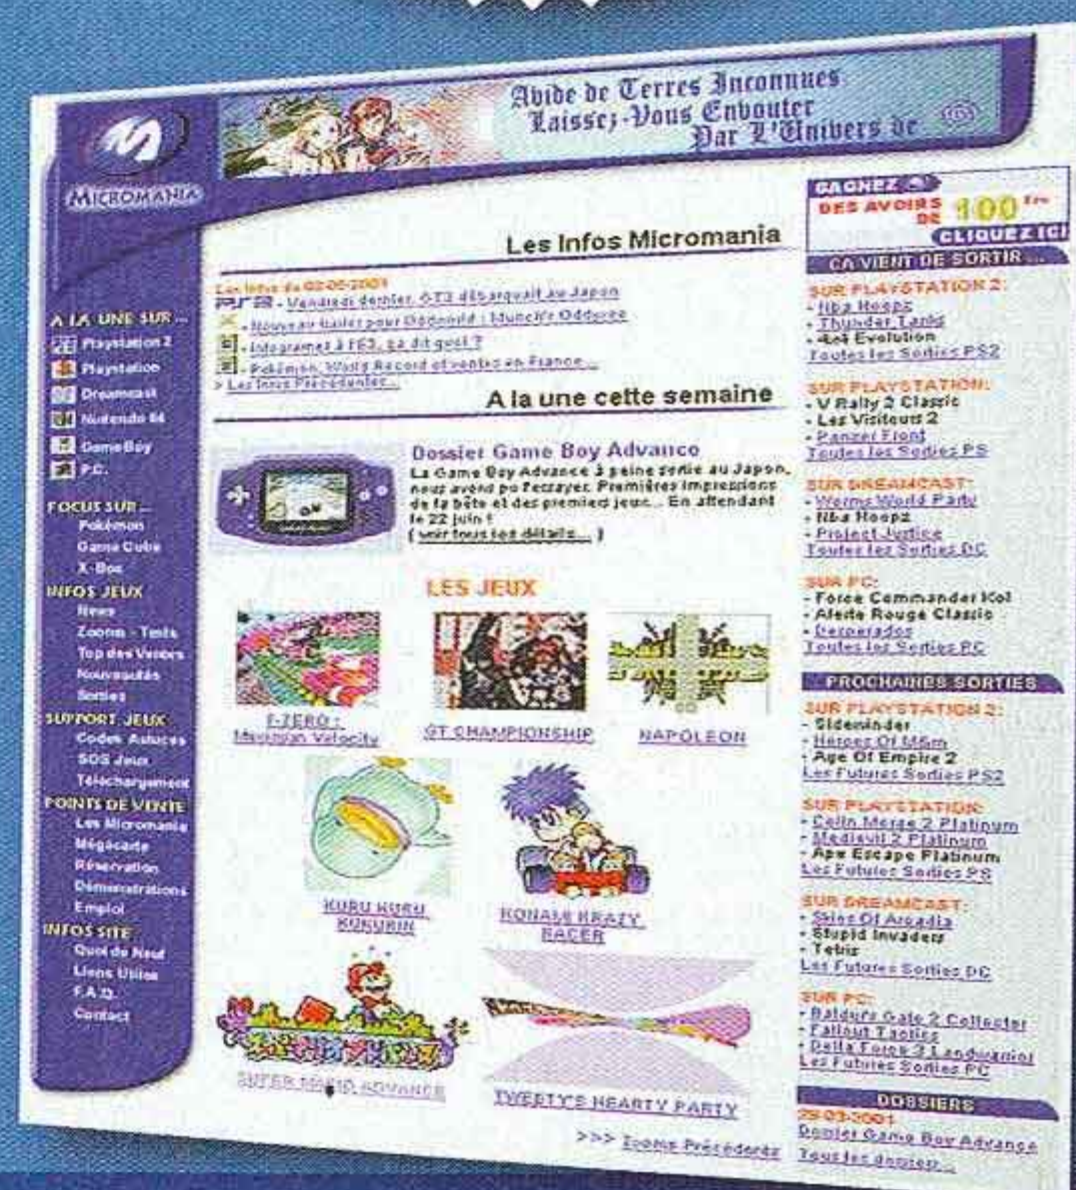 Abide de Terres Inconnues
Laissez-Vous Envouter
Par L'Univers de
MICROMANIA
GAGNEZ
DES AVOIRS
DE 100 Frs
CLIQUEZ ICI
Les Infos Micromania
Les Infos du 02-05-2001
PS2 - Vendredi dernier, GT3 débarquait au Japon
- Nouveau trailer pour Oddworld : Munch's Oddysee
- Infogrames à l'E3, ça dit quoi ?
- Pokémon, World Record et ventes en France...
> Les Infos Précédentes...
A la une cette semaine
Dossier Game Boy Advance
La Game Boy Advance à peine sortie au Japon,
nous avons pu l'essayer. Premières impressions
de la bête et des premiers jeux... En attendant
le 22 juin !
( voir tous les détails... )
LES JEUX
F-ZERO :
Maximum Velocity
GT CHAMPIONSHIP
NAPOLEON
KURU KURU
KURURIN
KONAMI KRAZY
RACER
SUPER MARIO ADVANCE
TWEETY'S HEARTY PARTY
>>> Zooms Précédents
A LA UNE SUR ...
Playstation 2
Playstation
Dreamcast
Nintendo 64
Game Boy
P.C.
FOCUS SUR ...
Pokémon
Game Cube
X-Box
INFOS JEUX
News
Zooms - Tests
Top des Ventes
Nouveautés
Sorties
SUPPORT JEUX
Codes Astuces
SOS Jeux
Téléchargement
POINTS DE VENTE
Les Micromania
Mégacarte
Réservation
Démonstrations
Emploi
INFOS SITE
Quoi de Neuf
Liens Utiles
F.A.Q.
Contact
CA VIENT DE SORTIR ...
SUR PLAYSTATION 2:
- Nba Hoopz
- Thunder Tanks
- 4x4 Evolution
Toutes les Sorties PS2
SUR PLAYSTATION:
- V Rally 2 Classic
- Les Visiteurs 2
- Panzer Front
Toutes les Sorties PS
SUR DREAMCAST:
- Worms World Party
- Nba Hoopz
- Project Justice
Toutes les Sorties DC
SUR PC:
- Force Commander Kol
- Alerte Rouge Classic
- Desperados
Toutes les Sorties PC
PROCHAINES SORTIES
SUR PLAYSTATION 2:
- Sidewinder
- Heroes Of M&m
- Age Of Empire 2
Les Futures Sorties PS2
SUR PLAYSTATION:
- Colin Mcrae 2 Platinum
- Medievil 2 Platinum
- Ape Escape Platinum
Les Futures Sorties PS
SUR DREAMCAST:
- Skies Of Arcadia
- Stupid Invaders
- Tetris
Les Futures Sorties DC
SUR PC:
- Baldurs Gate 2 Collector
- Fallout Tactics
- Delta Force 3 Landwarrior
Les Futures Sorties PC
DOSSIERS
29-03-2001
Dossier Game Boy Advance
Tous les dossiers...